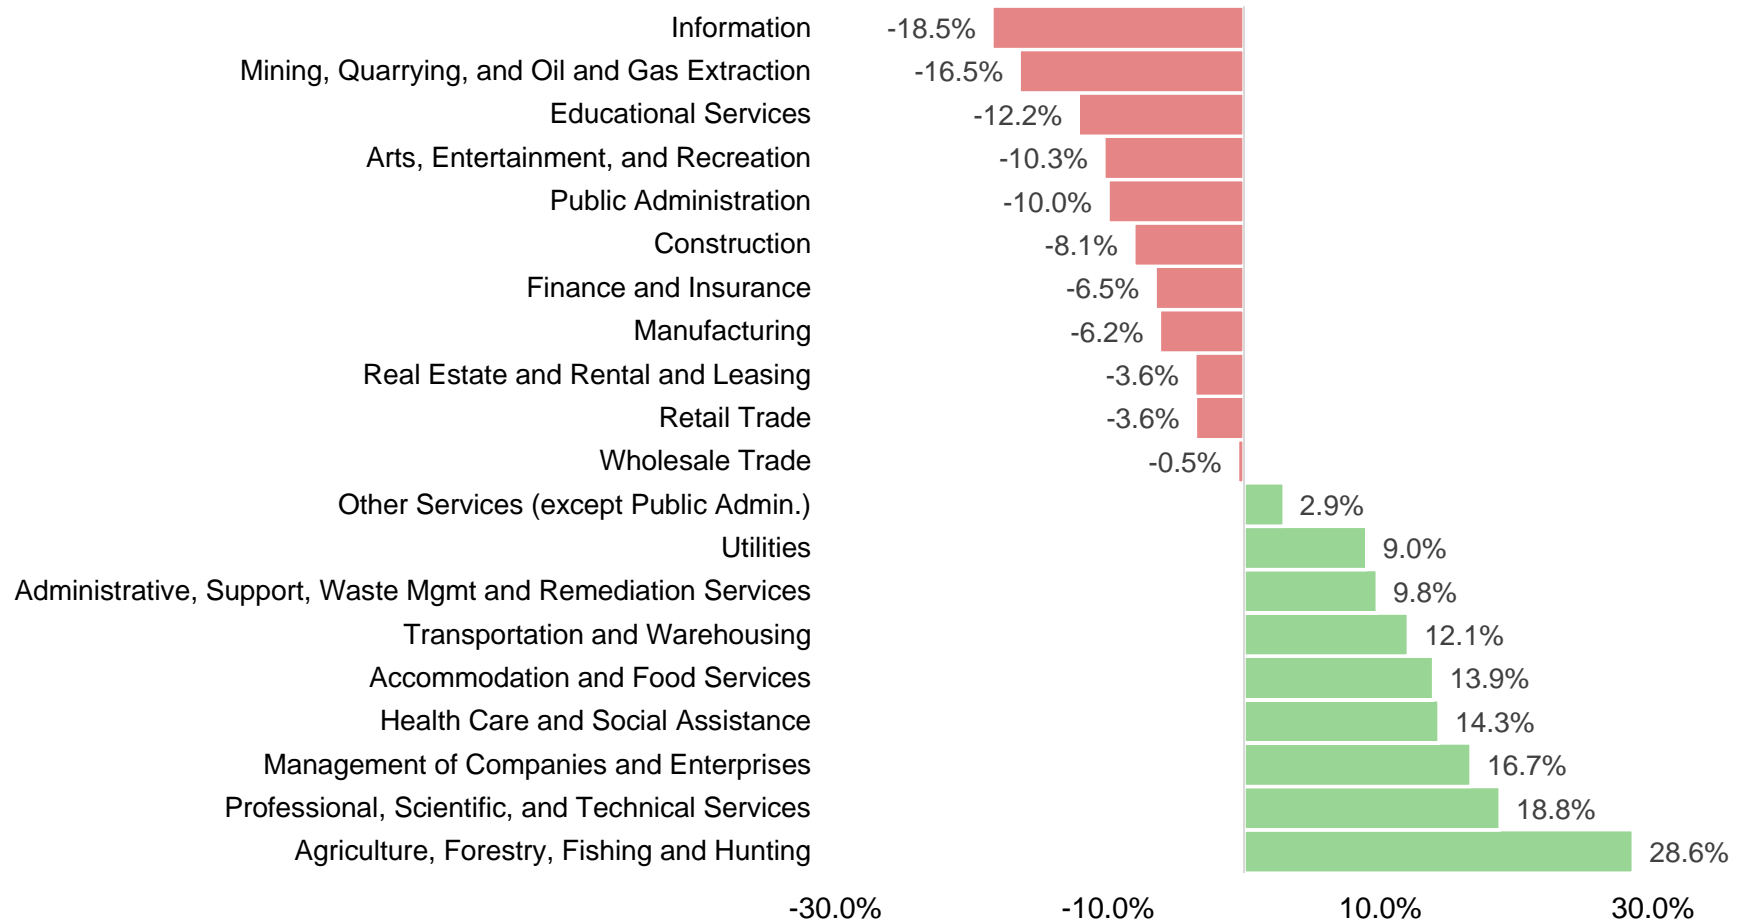 Information -18.5%
Mining, Quarrying, and Oil and Gas Extraction -16.5%
Educational Services -12.2%
Arts, Entertainment, and Recreation -10.3%
Public Administration -10.0%
Construction -8.1%
Finance and Insurance -6.5%
Manufacturing -6.2%
Real Estate and Rental and Leasing -3.6%
Retail Trade -3.6%
Wholesale Trade -0.5%
Other Services (except Public Admin.) 2.9%
Utilities 9.0%
Administrative, Support, Waste Mgmt and Remediation Services 9.8%
Transportation and Warehousing 12.1%
Accommodation and Food Services 13.9%
Health Care and Social Assistance 14.3%
Management of Companies and Enterprises 16.7%
Professional, Scientific, and Technical Services 18.8%
Agriculture, Forestry, Fishing and Hunting 28.6%
-30.0% -10.0% 10.0% 30.0%